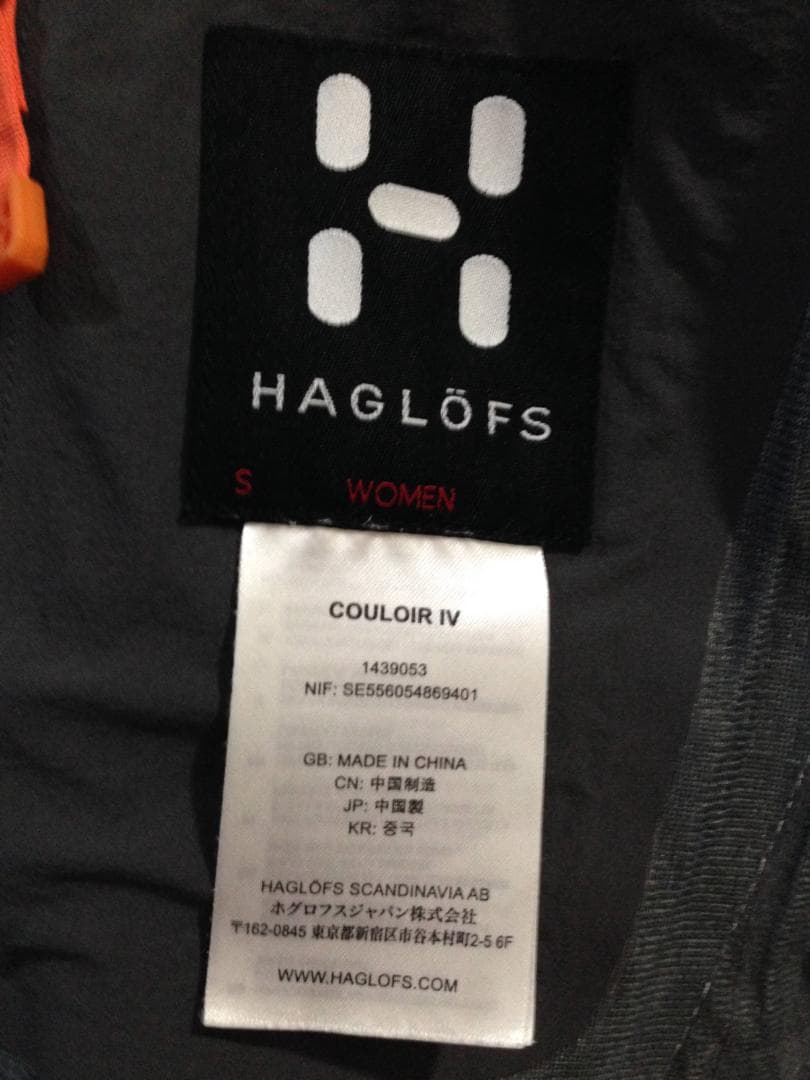 HAGLÖFS
S WOMEN
COULOIR IV
1439053
NIF: SE556054869401
GB: MADE IN CHINA
CN: 中国制造
JP: 中国製
KR: 중국
HAGLÖFS SCANDINAVIA AB
ホグロフスジャパン株式会社
〒162-0845 東京都新宿区市谷本村町2-5 6F
WWW.HAGLOFS.COM